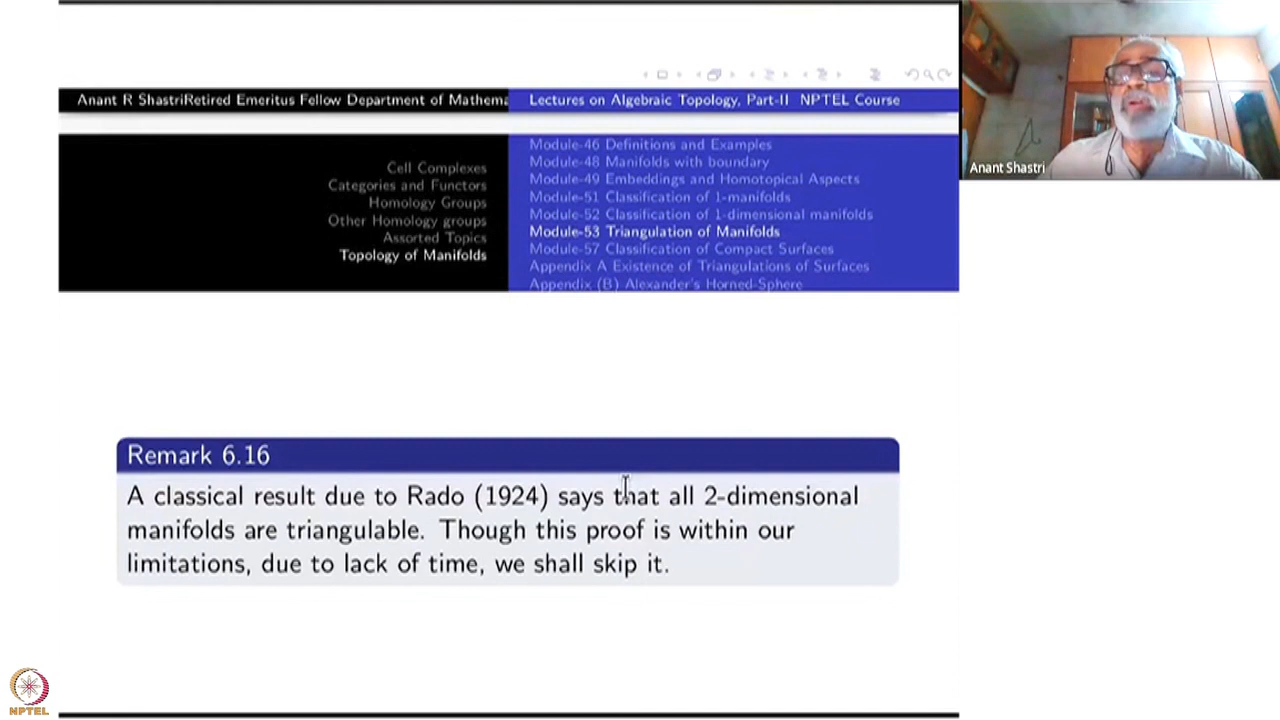 Anant R ShastriRetired Emeritus Fellow Department of Mathema
Lectures on Algebraic Topology, Part-II NPTEL Course
Cell Complexes
Categories and Functors
Homology Groups
Other Homology groups
Assorted Topics
Topology of Manifolds
Module-46 Definitions and Examples
Module-48 Manifolds with boundary
Module-49 Embeddings and Homotopical Aspects
Module-51 Classification of 1-manifolds
Module-52 Classification of 1-dimensional manifolds
Module-53 Triangulation of Manifolds
Module-57 Classification of Compact Surfaces
Appendix A Existence of Triangulations of Surfaces
Appendix (B) Alexander's Horned-Sphere
Anant Shastri
Remark 6.16
A classical result due to Rado (1924) says that all 2-dimensional
manifolds are triangulable. Though this proof is within our
limitations, due to lack of time, we shall skip it.
NPTEL